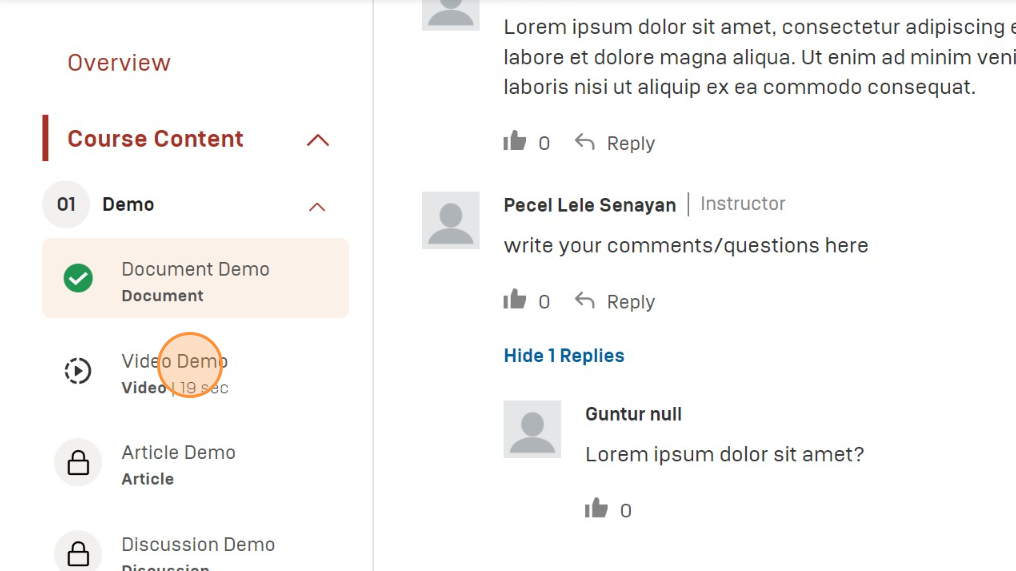 Overview
Course Content
01 Demo
Document Demo
Document
Video Demo
Video | 19 sec
Article Demo
Article
Discussion Demo
Discussion
Lorem ipsum dolor sit amet, consectetur adipiscing
labore et dolore magna aliqua. Ut enim ad minim veni
laboris nisi ut aliquip ex ea commodo consequat.
0 Reply
Pecel Lele Senayan | Instructor
write your comments/questions here
0 Reply
Hide 1 Replies
Guntur null
Lorem ipsum dolor sit amet?
0